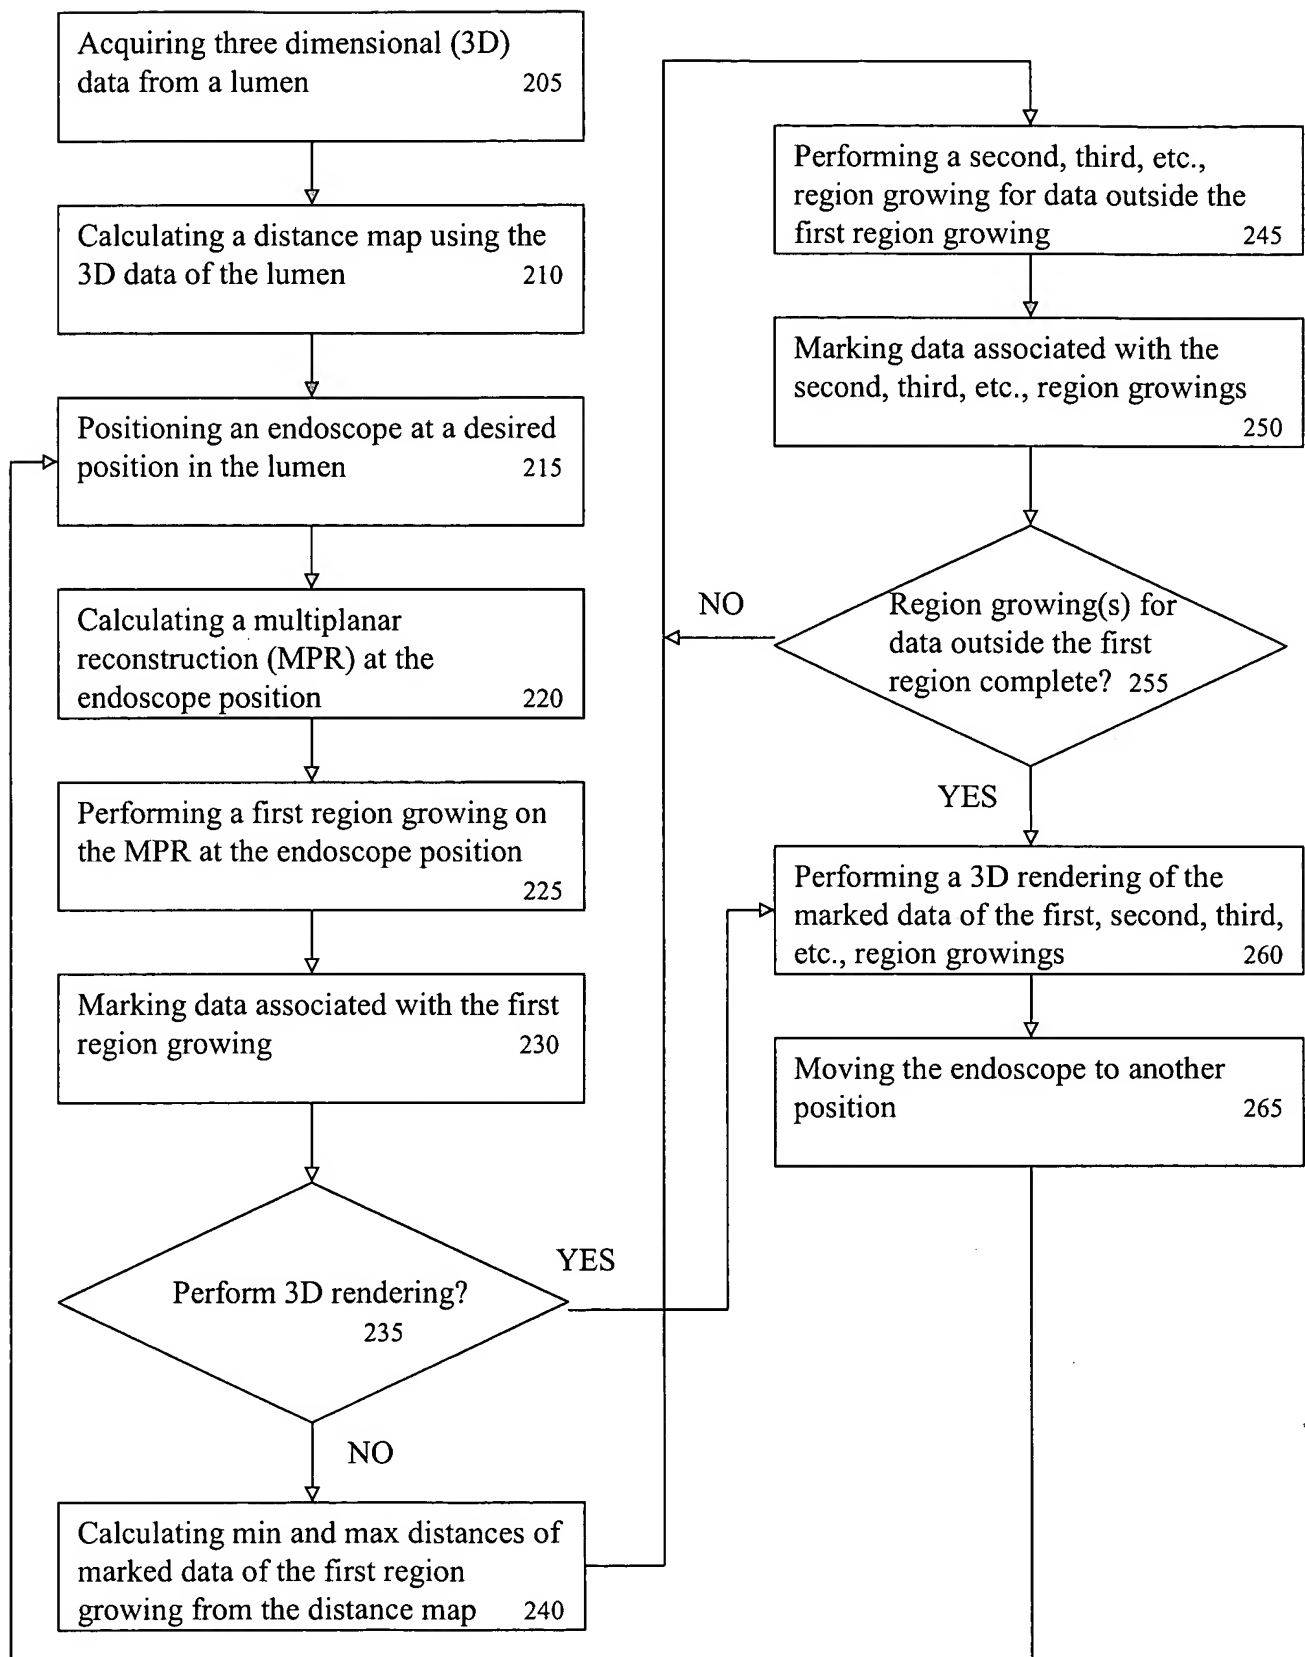 Acquiring three dimensional (3D)
data from a lumen 205
Calculating a distance map using the
3D data of the lumen 210
Positioning an endoscope at a desired
position in the lumen 215
Calculating a multiplanar
reconstruction (MPR) at the
endoscope position 220
Performing a first region growing on
the MPR at the endoscope position
225
Marking data associated with the first
region growing 230
Perform 3D rendering?
235
YES
NO
Calculating min and max distances of
marked data of the first region
growing from the distance map 240
Performing a second, third, etc.,
region growing for data outside the
first region growing 245
Marking data associated with the
second, third, etc., region growings
250
Region growing(s) for
data outside the first
region complete? 255
NO
YES
Performing a 3D rendering of the
marked data of the first, second, third,
etc., region growings 260
Moving the endoscope to another
position 265